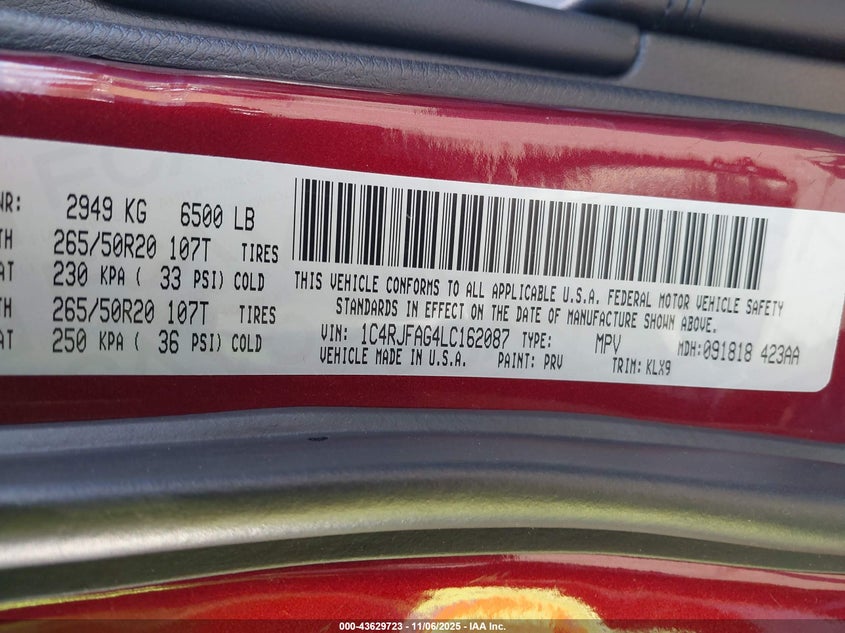 WR: 2949 KG 6500 LB
TH 265/50R20 107T TIRES
AT 230 KPA ( 33 PSI) COLD
TH 265/50R20 107T TIRES
AT 250 KPA ( 36 PSI) COLD
THIS VEHICLE CONFORMS TO ALL APPLICABLE U.S.A. FEDERAL MOTOR VEHICLE SAFETY
STANDARDS IN EFFECT ON THE DATE OF MANUFACTURE SHOWN ABOVE.
VIN: 1C4RJFAG4LC162087 TYPE: MPV MDH:091818 423AA
VEHICLE MADE IN U.S.A. PAINT: PRV TRIM: KLX9
000-43629723 - 11/06/2025 - IAA Inc.